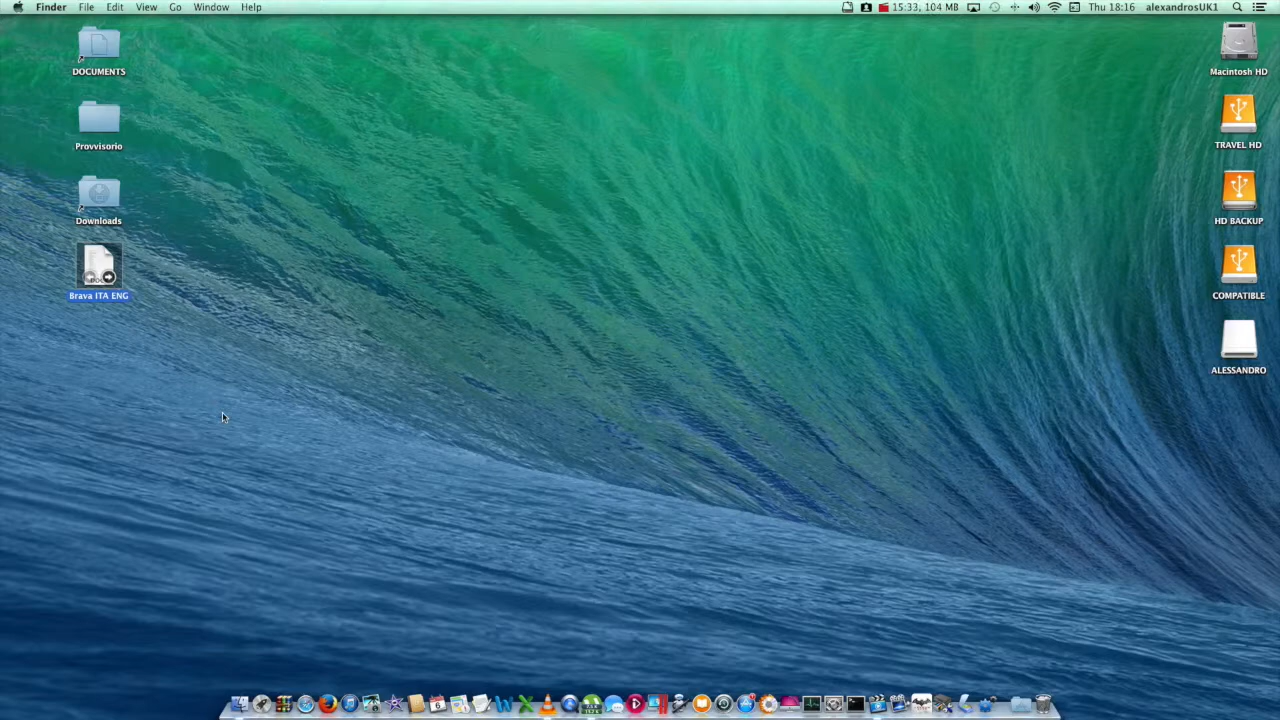 Finder File Edit View Go Window Help 15:33, 104 MB Thu 18:16 alexandrosUK1
DOCUMENTS
Macintosh HD
Provvisorio
TRAVEL HD
Downloads
HD BACKUP
Brava ITA ENG
COMPATIBLE
ALESSANDRO